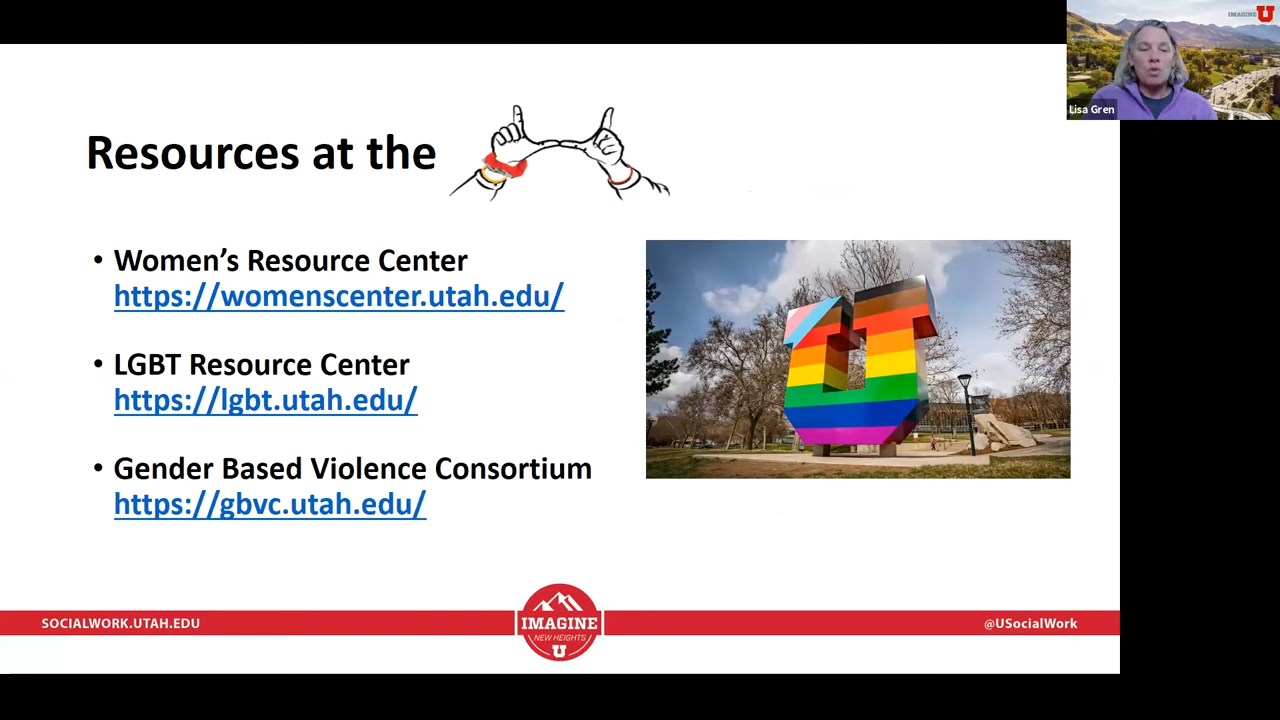 IMAGINE U
Lisa Gren
Resources at the
• Women’s Resource Center
https://womenscenter.utah.edu/
• LGBT Resource Center
https://lgbt.utah.edu/
• Gender Based Violence Consortium
https://gbvc.utah.edu/
SOCIALWORK.UTAH.EDU
IMAGINE
NEW HEIGHTS
U
@USocialWork